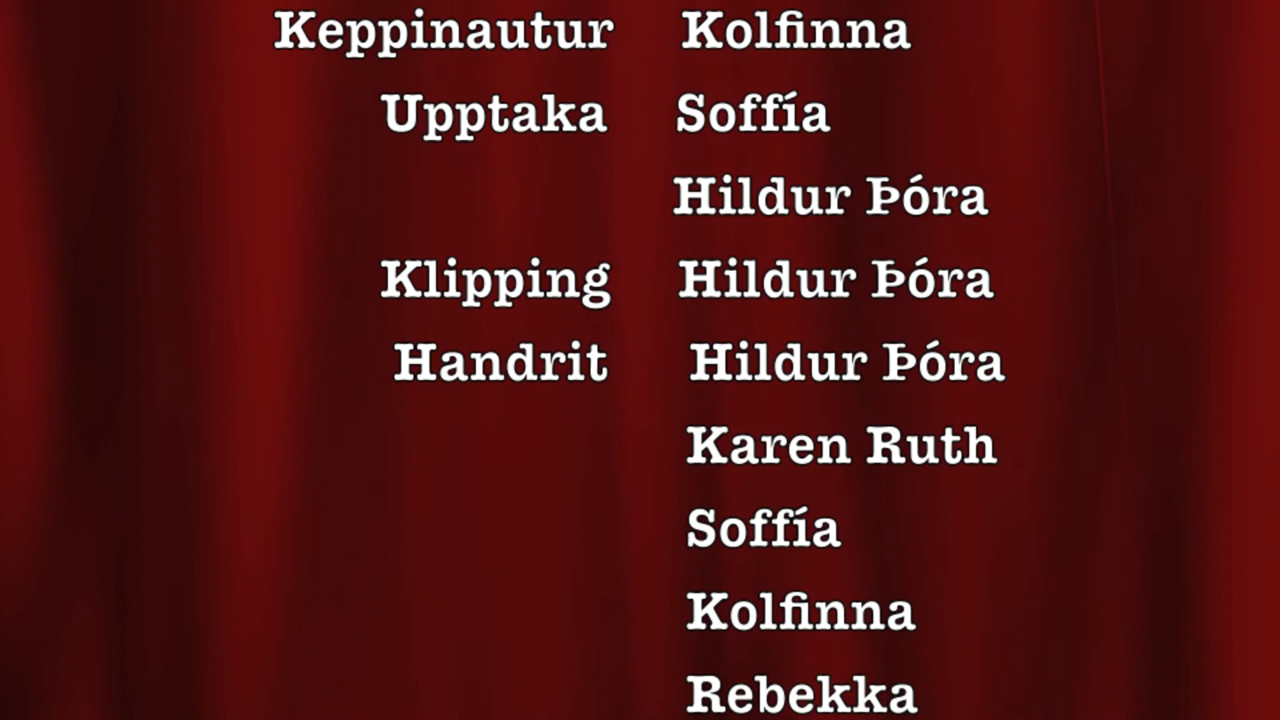 Keppinautur Kolfinna
Upptaka Soffía
Hildur Þóra
Klipping Hildur Þóra
Handrit Hildur Þóra
Karen Ruth
Soffía
Kolfinna
Rebekka